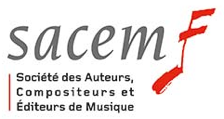 sacem
Société des Auteurs,
Compositeurs et
Éditeurs de Musique